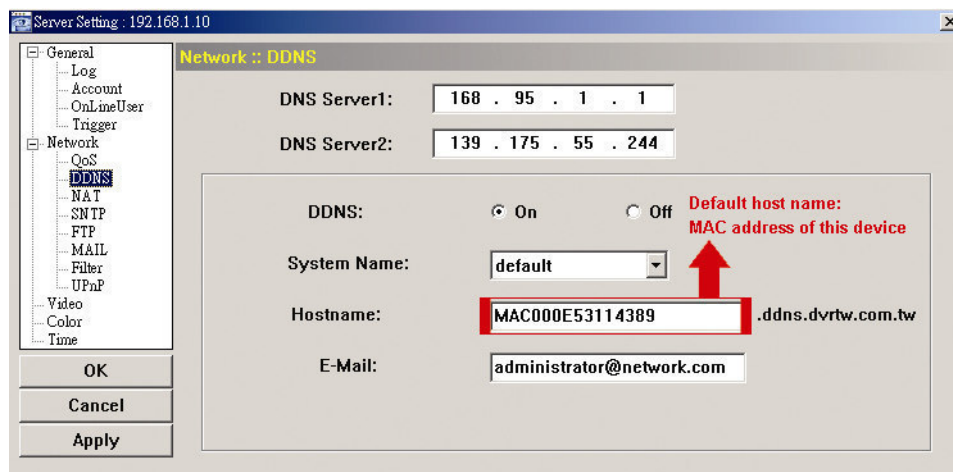 Server Setting : 192.168.1.10
General
Log
Account
OnLineUser
Trigger
Network
QoS
DDNS
NAT
SNTP
FTP
MAIL
Filter
UPnP
Video
Color
Time
OK
Cancel
Apply
Network :: DDNS
DNS Server1: 168 . 95 . 1 . 1
DNS Server2: 139 . 175 . 55 . 244
DDNS: On Off
Default host name:
MAC address of this device
System Name: default
Hostname: MAC000E53114389 .ddns.dvrtw.com.tw
E-Mail: administrator@network.com